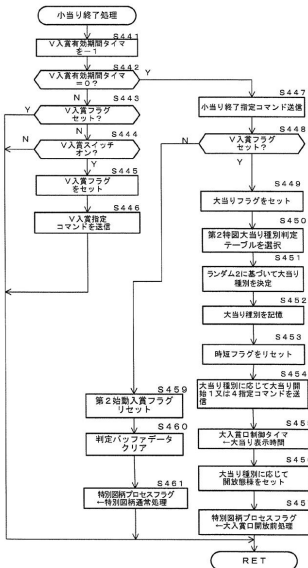 小当り終了処理
S441
V入賞有効期間タイマ
を－1
S442
V入賞有効期間タイマ
＝0？
Y
N
S443
V入賞フラグ
セット？
Y
N
S444
V入賞スイッチ
オン？
N
Y
S445
V入賞フラグ
をセット
S446
V入賞指定
コマンドを送信
S447
小当り終了指定コマンド送信
S448
V入賞フラグ
セット？
N
Y
S449
大当りフラグをセット
S450
第2特図大当り種別判定
テーブルを選択
S451
ランダム2に基づいて大当り
種別を決定
S452
大当り種別を記憶
S453
時短フラグをリセット
S454
大当り種別に応じて大当り開
始1又は4指定コマンドを送
信
S45
大入賞口制御タイマ
←大当り表示時間
S45
大当り種別に応じて
開放態様をセット
S45
特別図柄プロセスフラグ
←大入賞口開放前処理
S459
第2始動入賞フラグ
リセット
S460
判定バッファデータ
クリア
S461
特別図柄プロセスフラグ
←特別図柄通常処理
RET